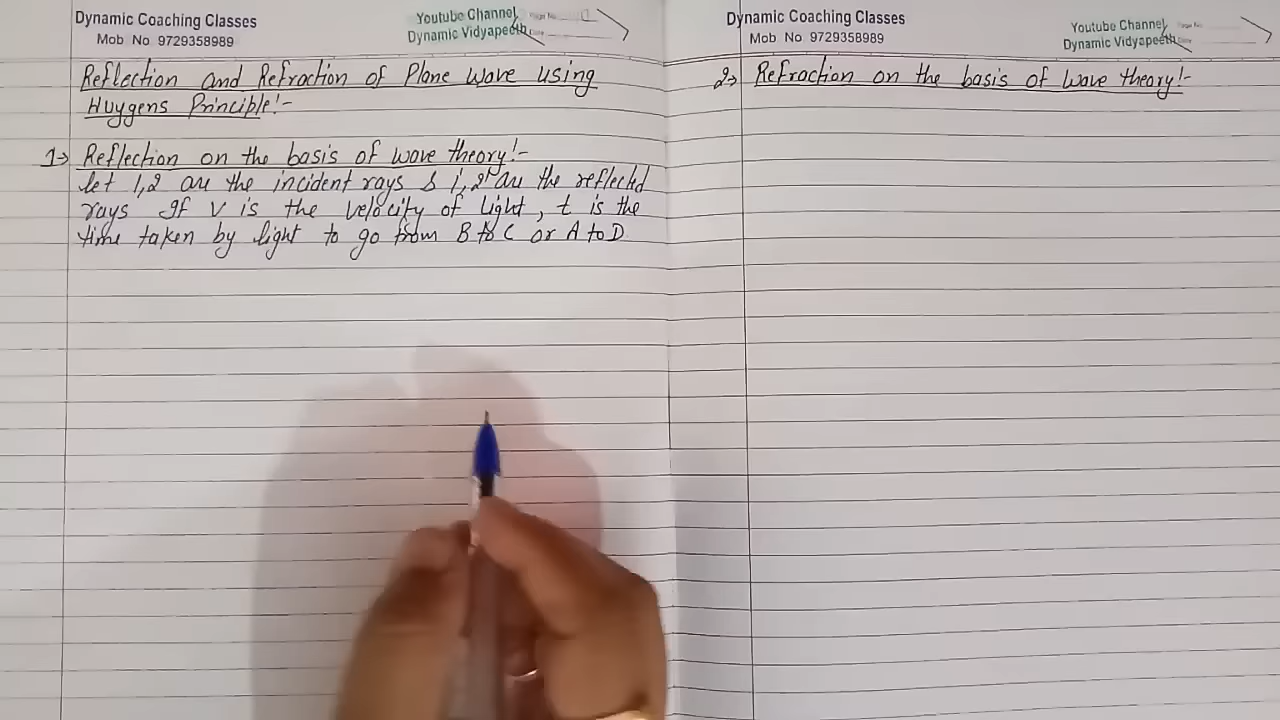 Dynamic Coaching Classes
Mob No 9729358989
Youtube Channel
Dynamic Vidyapeeth
Reflection and Refraction of Plane wave using
Huygens Principle:-
1→ Reflection on the basis of wave theory:-
let 1,2 are the incident rays & 1', 2' are the reflected
rays If V is the velocity of light, t is the
time taken by light to go from B to C or A to D
Dynamic Coaching Classes
Mob No 9729358989
Youtube Channel
Dynamic Vidyapeeth
2→ Refraction on the basis of wave theory:-